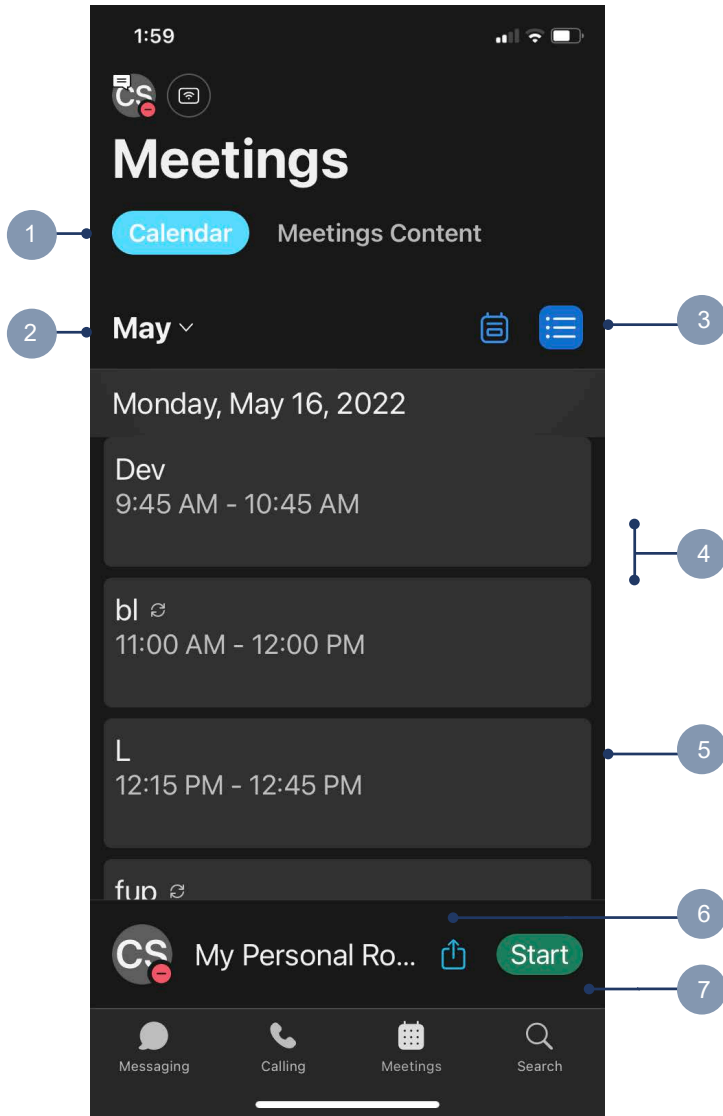 1:59
CS
Meetings
1
Calendar Meetings Content
2
May
3
Monday, May 16, 2022
Dev
9:45 AM - 10:45 AM
4
bl
11:00 AM - 12:00 PM
L
5
12:15 PM - 12:45 PM
fup
6
CS My Personal Ro... Start
7
Messaging Calling Meetings Search